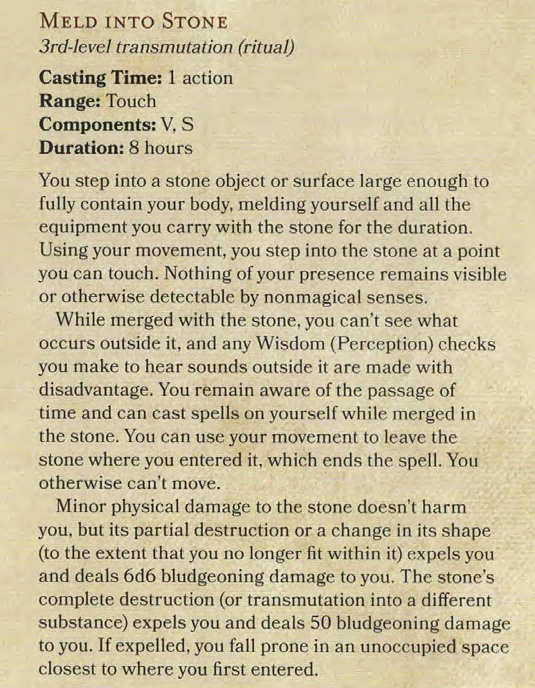 MELD INTO STONE
3rd-level transmutation (ritual)
Casting Time: 1 action
Range: Touch
Components: V, S
Duration: 8 hours
You step into a stone object or surface large enough to
fully contain your body, melding yourself and all the
equipment you carry with the stone for the duration.
Using your movement, you step into the stone at a point
you can touch. Nothing of your presence remains visible
or otherwise detectable by nonmagical senses.
While merged with the stone, you can't see what
occurs outside it, and any Wisdom (Perception) checks
you make to hear sounds outside it are made with
disadvantage. You remain aware of the passage of
time and can cast spells on yourself while merged in
the stone. You can use your movement to leave the
stone where you entered it, which ends the spell. You
otherwise can't move.
Minor physical damage to the stone doesn't harm
you, but its partial destruction or a change in its shape
(to the extent that you no longer fit within it) expels you
and deals 6d6 bludgeoning damage to you. The stone's
complete destruction (or transmutation into a different
substance) expels you and deals 50 bludgeoning damage
to you. If expelled, you fall prone in an unoccupied space
closest to where you first entered.